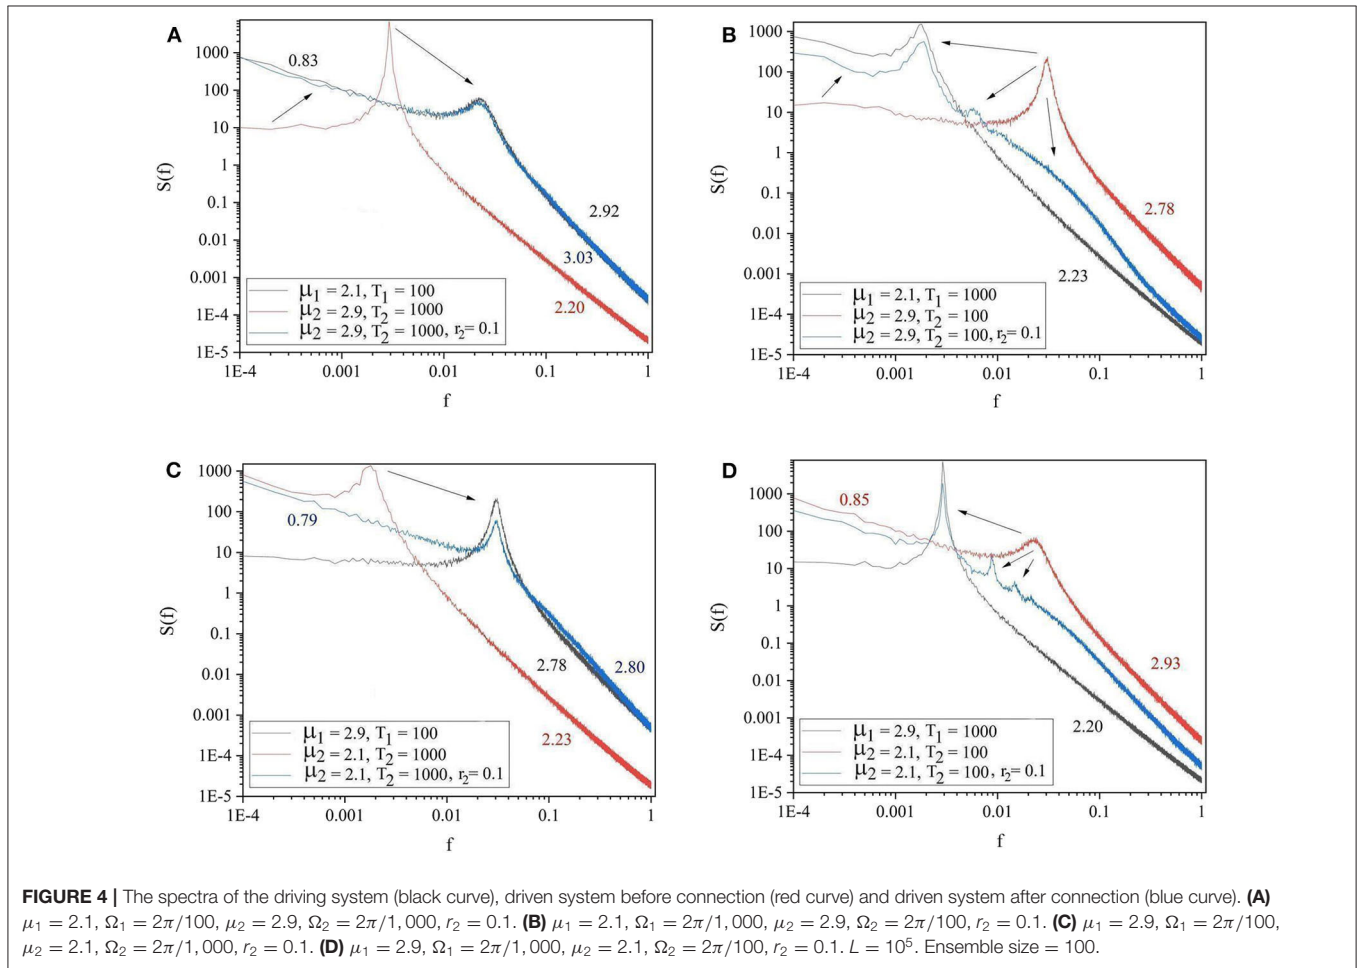 A
1000
100
10
1
0.1
0.01
0.001
1E-4
1E-5
S(f)
0.83
2.92
3.03
2.20
μ1 = 2.1, T1 = 100
μ2 = 2.9, T2 = 1000
μ2 = 2.9, T2 = 1000, r2= 0.1
1E-4 0.001 0.01 0.1 1
f
B
1000
100
10
1
0.1
0.01
0.001
1E-4
1E-5
S(f)
2.78
2.23
μ1 = 2.1, T1 = 1000
μ2 = 2.9, T2 = 100
μ2 = 2.9, T2 = 100, r2= 0.1
1E-4 0.001 0.01 0.1 1
f
C
1000
100
10
1
0.1
0.01
0.001
1E-4
1E-5
S(f)
0.79
2.78
2.80
2.23
μ1 = 2.9, T1 = 100
μ2 = 2.1, T2 = 1000
μ2 = 2.1, T2 = 1000, r2= 0.1
1E-4 0.001 0.01 0.1 1
f
D
1000
100
10
1
0.1
0.01
0.001
1E-4
1E-5
S(f)
0.85
2.93
2.20
μ1 = 2.9, T1 = 1000
μ2 = 2.1, T2 = 100
μ2 = 2.1, T2 = 100, r2= 0.1
1E-4 0.001 0.01 0.1 1
f
FIGURE 4 | The spectra of the driving system (black curve), driven system before connection (red curve) and driven system after connection (blue curve). (A)
μ1 = 2.1, Ω1 = 2π/100, μ2 = 2.9, Ω2 = 2π/1,000, r2 = 0.1. (B) μ1 = 2.1, Ω1 = 2π/1,000, μ2 = 2.9, Ω2 = 2π/100, r2 = 0.1. (C) μ1 = 2.9, Ω1 = 2π/100,
μ2 = 2.1, Ω2 = 2π/1,000, r2 = 0.1. (D) μ1 = 2.9, Ω1 = 2π/1,000, μ2 = 2.1, Ω2 = 2π/100, r2 = 0.1. L = 10⁵. Ensemble size = 100.